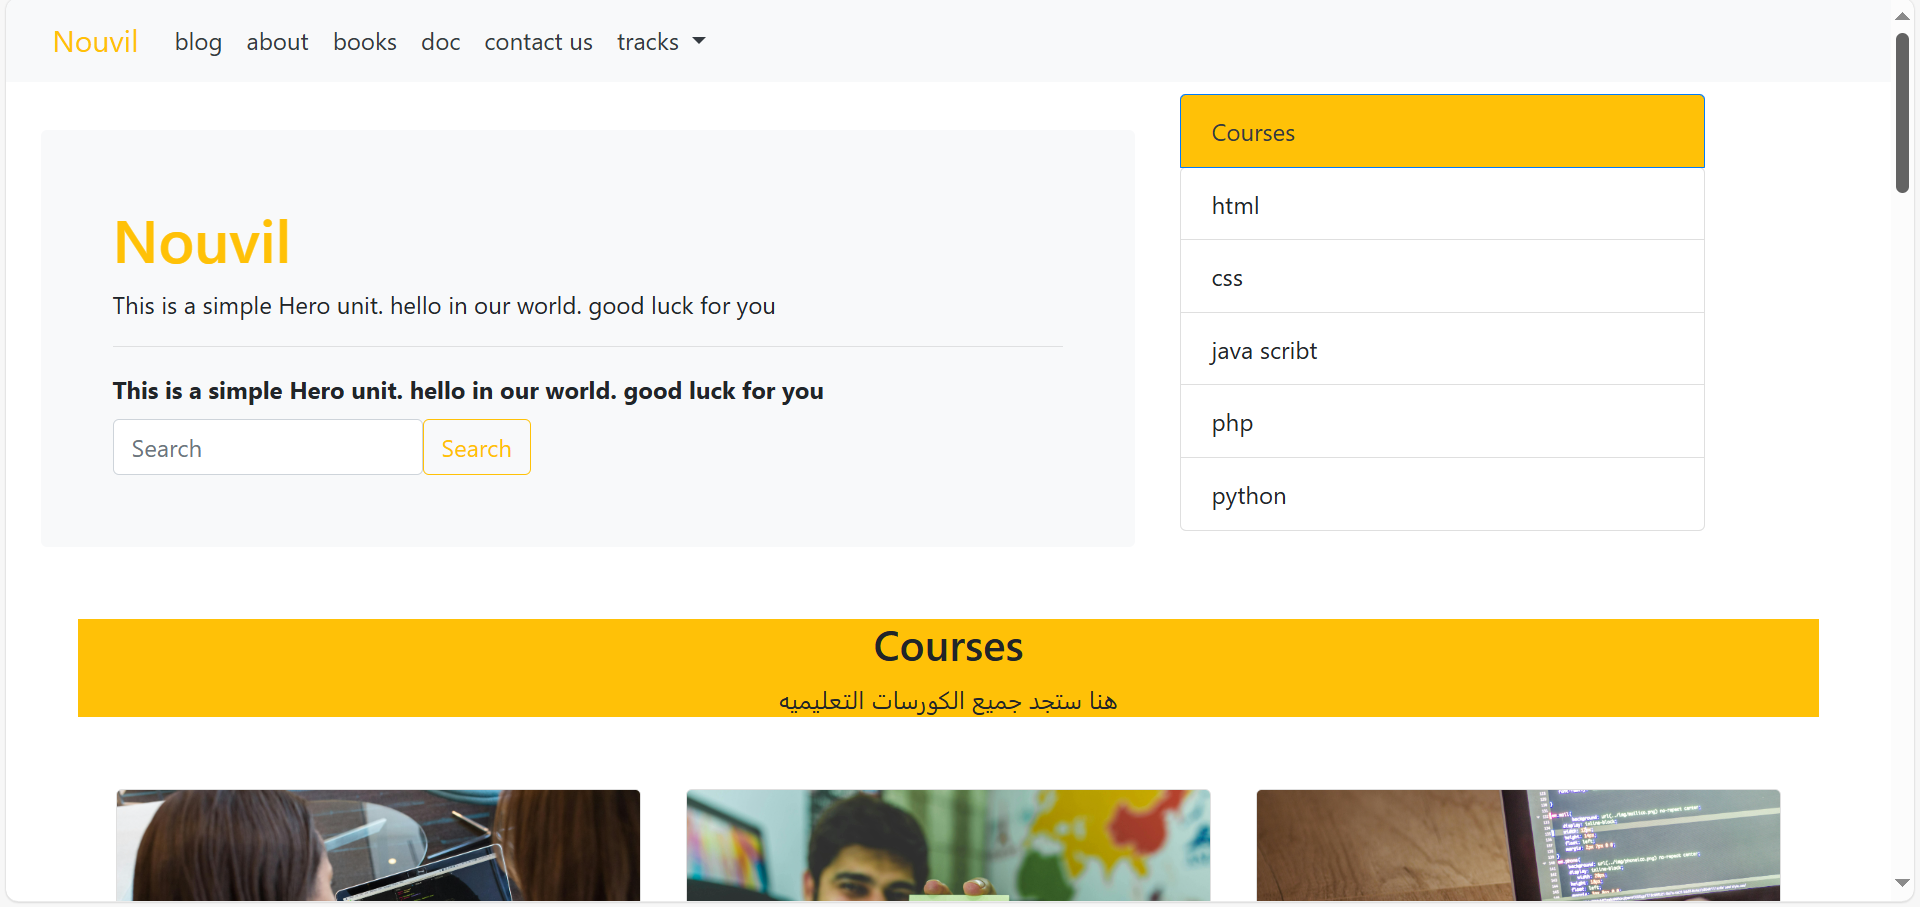 Nouvil blog about books doc contact us tracks
Nouvil
This is a simple Hero unit. hello in our world. good luck for you
This is a simple Hero unit. hello in our world. good luck for you
Search Search
Courses
html
css
java scribt
php
python
Courses
هنا ستجد جميع الكورسات التعليميه